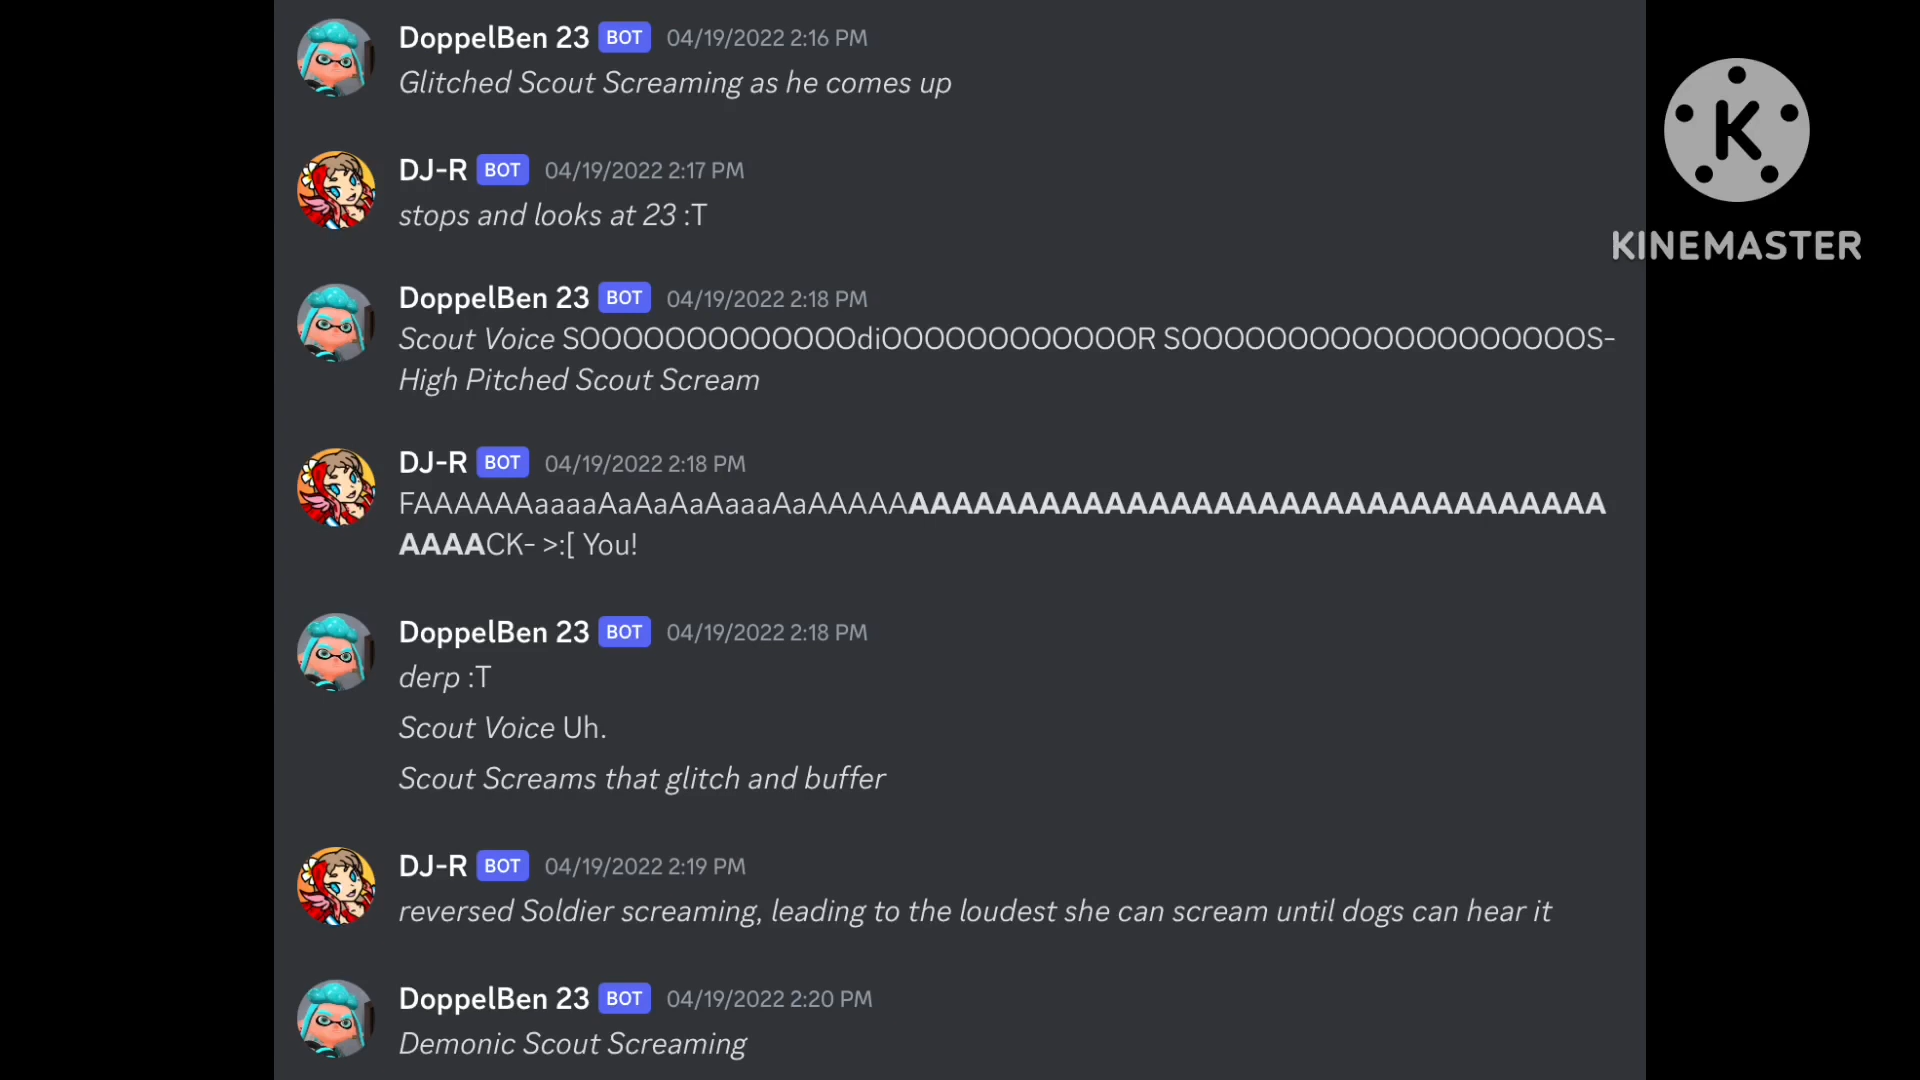 DoppelBen 23 BOT 04/19/2022 2:16 PM
Glitched Scout Screaming as he comes up
K
KINEMASTER
DJ-R BOT 04/19/2022 2:17 PM
stops and looks at 23 :T
DoppelBen 23 BOT 04/19/2022 2:18 PM
Scout Voice SOOOOOOOOOOOOOdiOOOOOOOOOOOOR SOOOOOOOOOOOOOOOOOOOS-
High Pitched Scout Scream
DJ-R BOT 04/19/2022 2:18 PM
FAAAAAAaaaaAaAaAaAaaaAaAAAAAAAAAAAAAAAAAAAAAAAAAAAAA
AAAACK- >:[ You!
DoppelBen 23 BOT 04/19/2022 2:18 PM
derp :T
Scout Voice Uh.
Scout Screams that glitch and buffer
DJ-R BOT 04/19/2022 2:19 PM
reversed Soldier screaming, leading to the loudest she can scream until dogs can hear it
DoppelBen 23 BOT 04/19/2022 2:20 PM
Demonic Scout Screaming